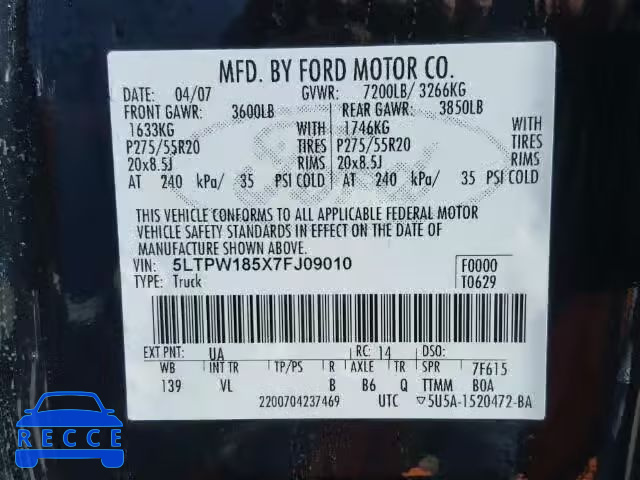 MFD. BY FORD MOTOR CO.
DATE: 04/07 GVWR: 7200LB/ 3266KG
FRONT GAWR: 3600LB REAR GAWR: 3850LB
1633KG WITH 1746KG WITH
P275/55R20 TIRES P275/55R20 TIRES
20x8.5J RIMS 20x8.5J RIMS
AT 240 kPa/ 35 PSI COLD AT 240 kPa/ 35 PSI COLD
THIS VEHICLE CONFORMS TO ALL APPLICABLE FEDERAL MOTOR
VEHICLE SAFETY STANDARDS IN EFFECT ON THE DATE OF
MANUFACTURE SHOWN ABOVE.
VIN: 5LTPW185X7FJ09010 F0000
TYPE: Truck T0629
EXT PNT: UA RC: 14 DSO:
WB INT TR TP/PS R AXLE TR SPR 7F615
139 VL B B6 Q TTMM BOA
2200704237469 UTC ▽5U5A-1520472-BA
RECCE